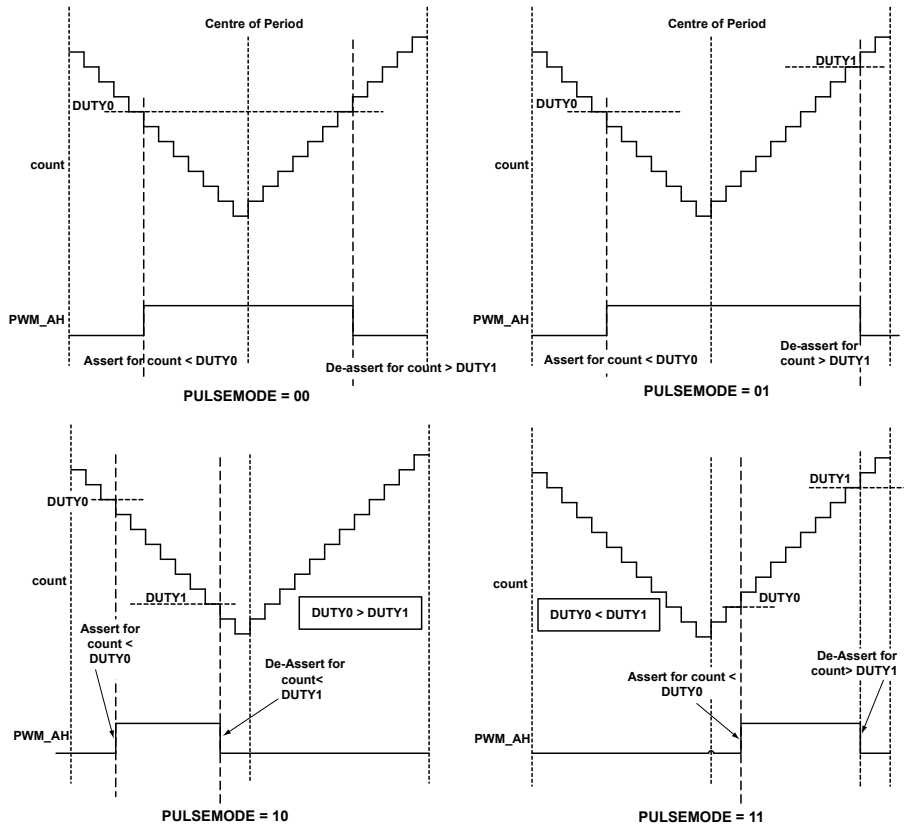 Centre of Period
DUTY0
count
PWM_AH
Assert for count < DUTY0
De-assert for count > DUTY1
PULSEMODE = 00
Centre of Period
DUTY1
DUTY0
count
PWM_AH
Assert for count < DUTY0
De-assert for
count > DUTY1
PULSEMODE = 01
DUTY0
count
DUTY1
DUTY0 > DUTY1
Assert for
count <
DUTY0
De-Assert for
count<
DUTY1
PWM_AH
PULSEMODE = 10
DUTY1
count
DUTY0 < DUTY1
DUTY0
Assert for count <
DUTY0
De-Assert for
count> DUTY1
PWM_AH
PULSEMODE = 11